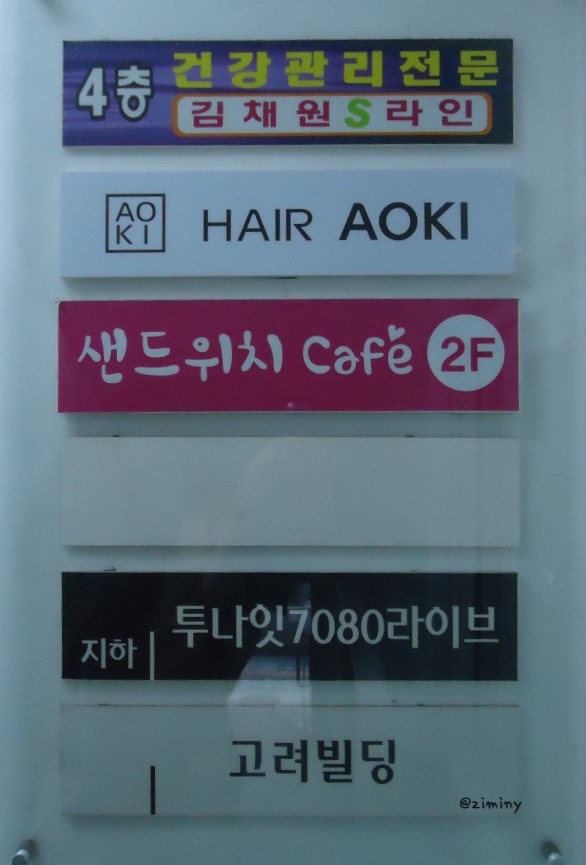 4층 건강관리전문
김채원S라인
AO
KI
HAIR AOKI
샌드위치 Cafe 2F
지하 투나잇7080라이브
고려빌딩
@ziminy